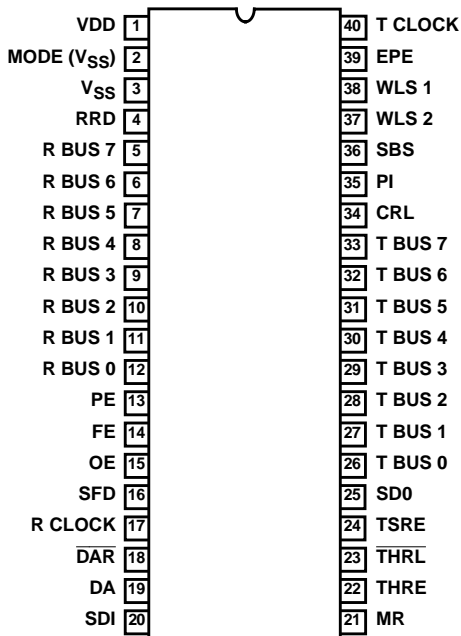 VDD 1 40 T CLOCK
MODE (VSS) 2 39 EPE
VSS 3 38 WLS 1
RRD 4 37 WLS 2
R BUS 7 5 36 SBS
R BUS 6 6 35 PI
R BUS 5 7 34 CRL
R BUS 4 8 33 T BUS 7
R BUS 3 9 32 T BUS 6
R BUS 2 10 31 T BUS 5
R BUS 1 11 30 T BUS 4
R BUS 0 12 29 T BUS 3
PE 13 28 T BUS 2
FE 14 27 T BUS 1
OE 15 26 T BUS 0
SFD 16 25 SD0
R CLOCK 17 24 TSRE
DAR 18 23 THRL
DA 19 22 THRE
SDI 20 21 MR